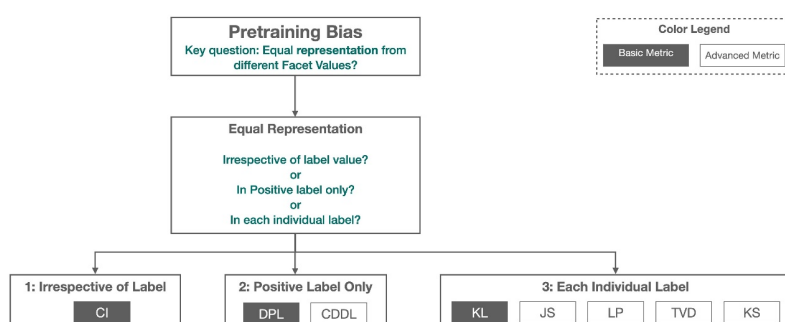 Pretraining Bias
Key question: Equal representation from
different Facet Values?
Color Legend
Basic Metric
Advanced Metric
Equal Representation
Irrespective of label value?
or
In Positive label only?
or
In each individual label?
1: Irrespective of Label
CI
2: Positive Label Only
DPL
CDDL
3: Each Individual Label
KL
JS
LP
TVD
KS